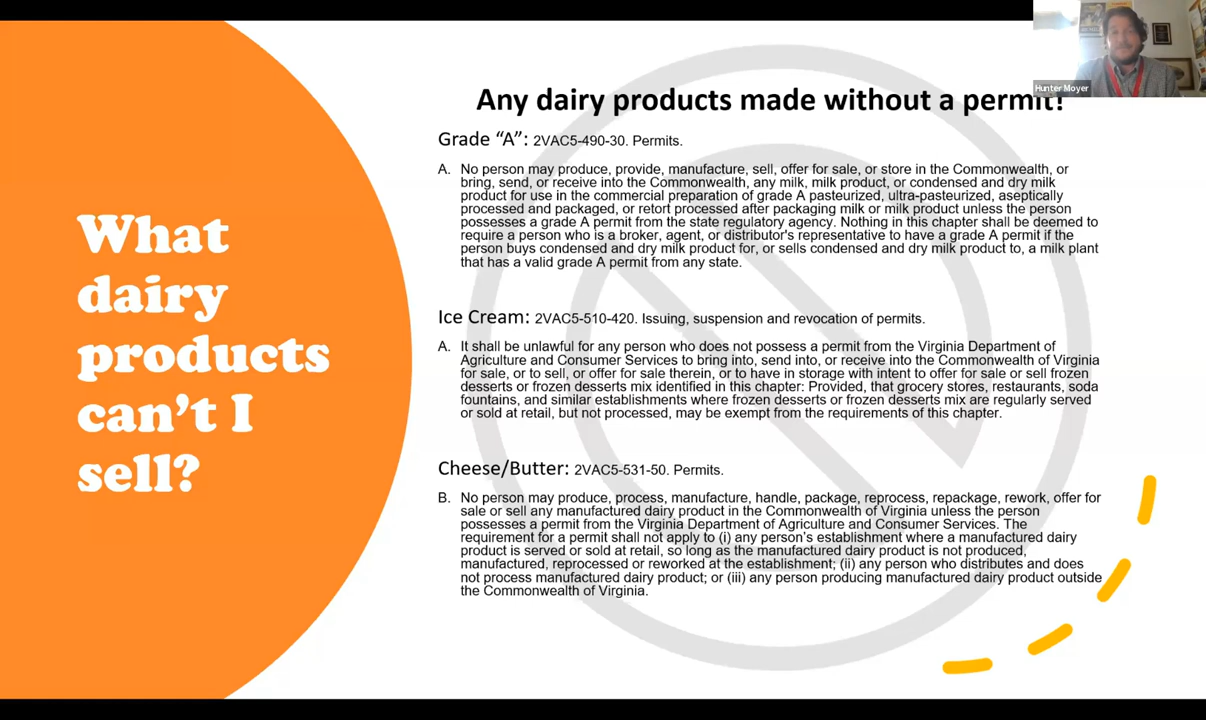 What
dairy
products
can't I
sell?
Any dairy products made without a permit!
Hunter Moyer
Grade "A": 2VAC5-490-30. Permits.
A. No person may produce, provide, manufacture, sell, offer for sale, or store in the Commonwealth, or
bring, send, or receive into the Commonwealth, any milk, milk product, or condensed and dry milk
product for use in the commercial preparation of grade A pasteurized, ultra-pasteurized, aseptically
processed and packaged, or retort processed after packaging milk or milk product unless the person
possesses a grade A permit from the state regulatory agency. Nothing in this chapter shall be deemed to
require a person who is a broker, agent, or distributor's representative to have a grade A permit if the
person buys condensed and dry milk product for, or sells condensed and dry milk product to, a milk plant
that has a valid grade A permit from any state.
Ice Cream: 2VAC5-510-420. Issuing, suspension and revocation of permits.
A. It shall be unlawful for any person who does not possess a permit from the Virginia Department of
Agriculture and Consumer Services to bring into, send into, or receive into the Commonwealth of Virginia
for sale, or to sell, or offer for sale therein, or to have in storage with intent to offer for sale or sell frozen
desserts or frozen desserts mix identified in this chapter: Provided, that grocery stores, restaurants, soda
fountains, and similar establishments where frozen desserts or frozen desserts mix are regularly served
or sold at retail, but not processed, may be exempt from the requirements of this chapter.
Cheese/Butter: 2VAC5-531-50. Permits.
B. No person may produce, process, manufacture, handle, package, reprocess, repackage, rework, offer for
sale or sell any manufactured dairy product in the Commonwealth of Virginia unless the person
possesses a permit from the Virginia Department of Agriculture and Consumer Services. The
requirement for a permit shall not apply to (i) any person's establishment where a manufactured dairy
product is served or sold at retail, so long as the manufactured dairy product is not produced,
manufactured, reprocessed or reworked at the establishment; (ii) any person who distributes and does
not process manufactured dairy product; or (iii) any person producing manufactured dairy product outside
the Commonwealth of Virginia.